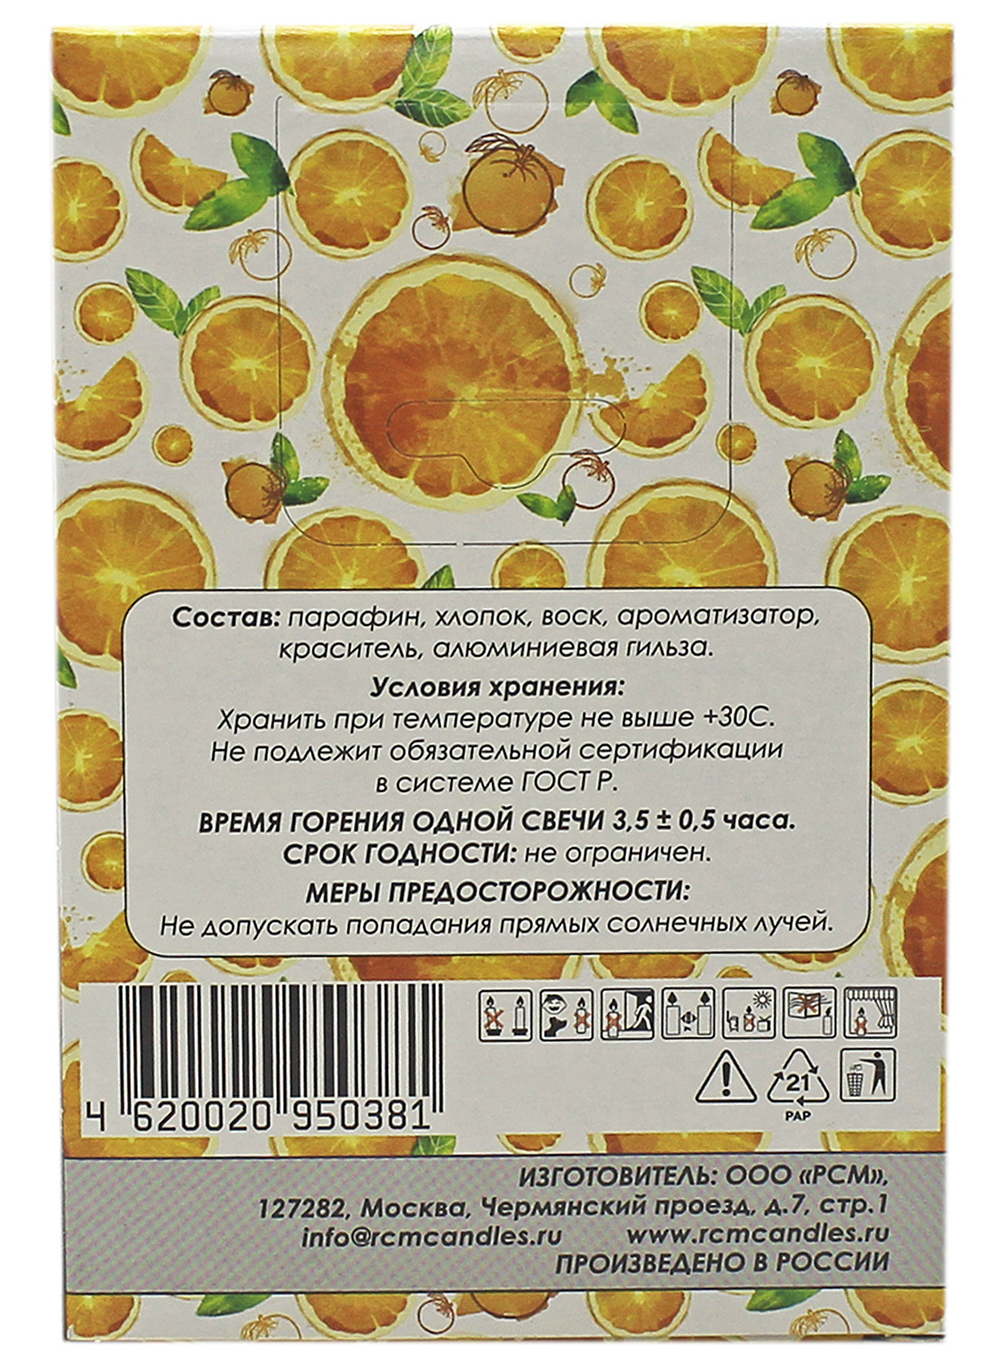 Состав: парафин, хлопок, воск, ароматизатор,
краситель, алюминиевая гильза.
Условия хранения:
Хранить при температуре не выше +30С.
Не подлежит обязательной сертификации
в системе ГОСТ Р.
ВРЕМЯ ГОРЕНИЯ ОДНОЙ СВЕЧИ 3,5 ± 0,5 часа.
СРОК ГОДНОСТИ: не ограничен.
МЕРЫ ПРЕДОСТОРОЖНОСТИ:
Не допускать попадания прямых солнечных лучей.
4 620020 950381
21
PAP
ИЗГОТОВИТЕЛЬ: ООО «РСМ»,
127282, Москва, Чермянский проезд, д.7, стр.1
info@rcmcandles.ru www.rcmcandles.ru
ПРОИЗВЕДЕНО В РОССИИ